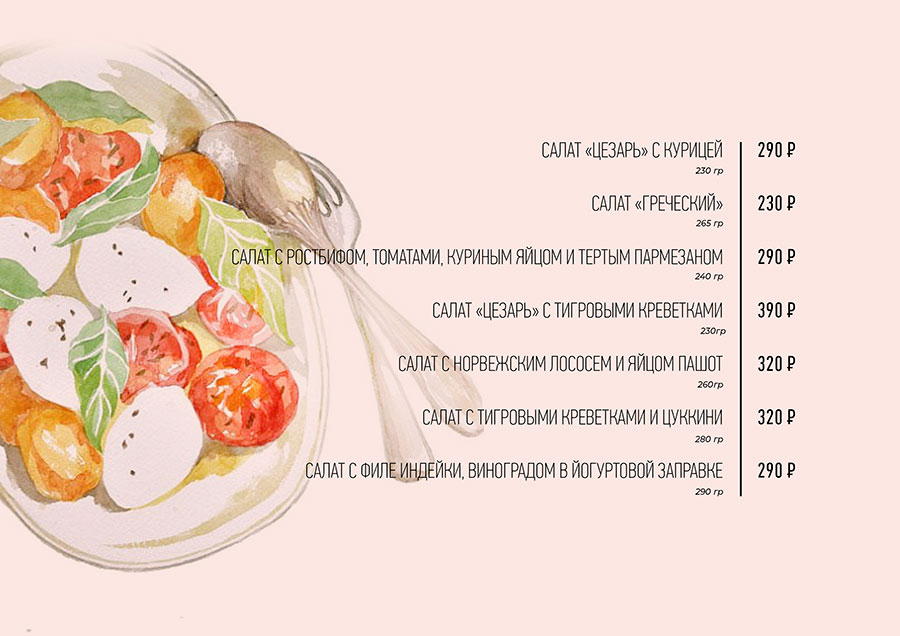 САЛАТ «ЦЕЗАРЬ» С КУРИЦЕЙ 290 ₽
230 гр
САЛАТ «ГРЕЧЕСКИЙ» 230 ₽
265 гр
САЛАТ С РОСТБИФОМ, ТОМАТАМИ, КУРИНЫМ ЯЙЦОМ И ТЕРТЫМ ПАРМЕЗАНОМ 290 ₽
240 гр
САЛАТ «ЦЕЗАРЬ» С ТИГРОВЫМИ КРЕВЕТКАМИ 390 ₽
230гр
САЛАТ С НОРВЕЖСКИМ ЛОСОСЕМ И ЯЙЦОМ ПАШОТ 320 ₽
260гр
САЛАТ С ТИГРОВЫМИ КРЕВЕТКАМИ И ЦУККИНИ 320 ₽
280 гр
САЛАТ С ФИЛЕ ИНДЕЙКИ, ВИНОГРАДОМ В ЙОГУРТОВОЙ ЗАПРАВКЕ 290 ₽
290 гр